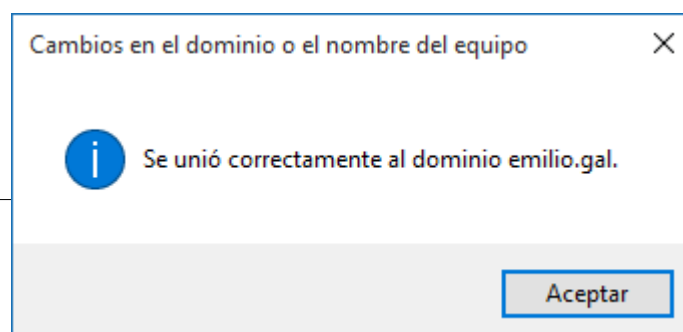 Cambios en el dominio o el nombre del equipo
Se unió correctamente al dominio emilio.gal.
Aceptar